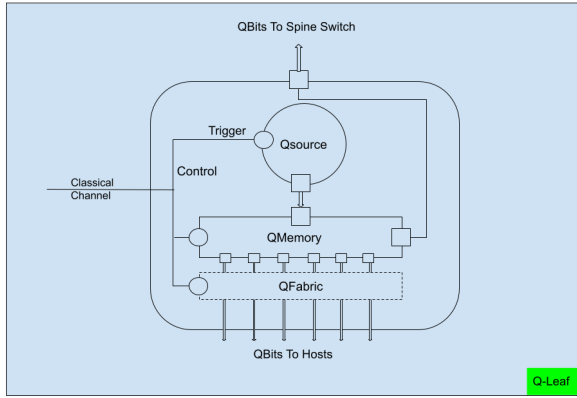 QBits To Spine Switch
Trigger
Qsource
Control
Classical
Channel
QMemory
QFabric
QBits To Hosts
Q-Leaf